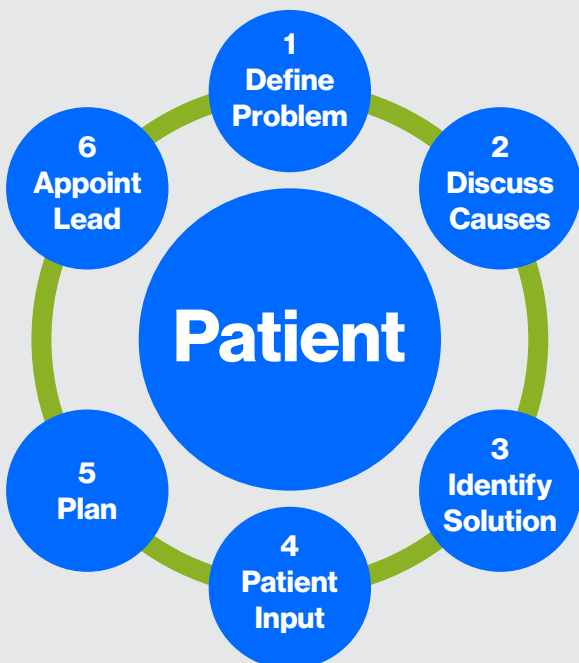 1
Define
Problem
2
Discuss
Causes
3
Identify
Solution
4
Patient
Input
5
Plan
6
Appoint
Lead
Patient